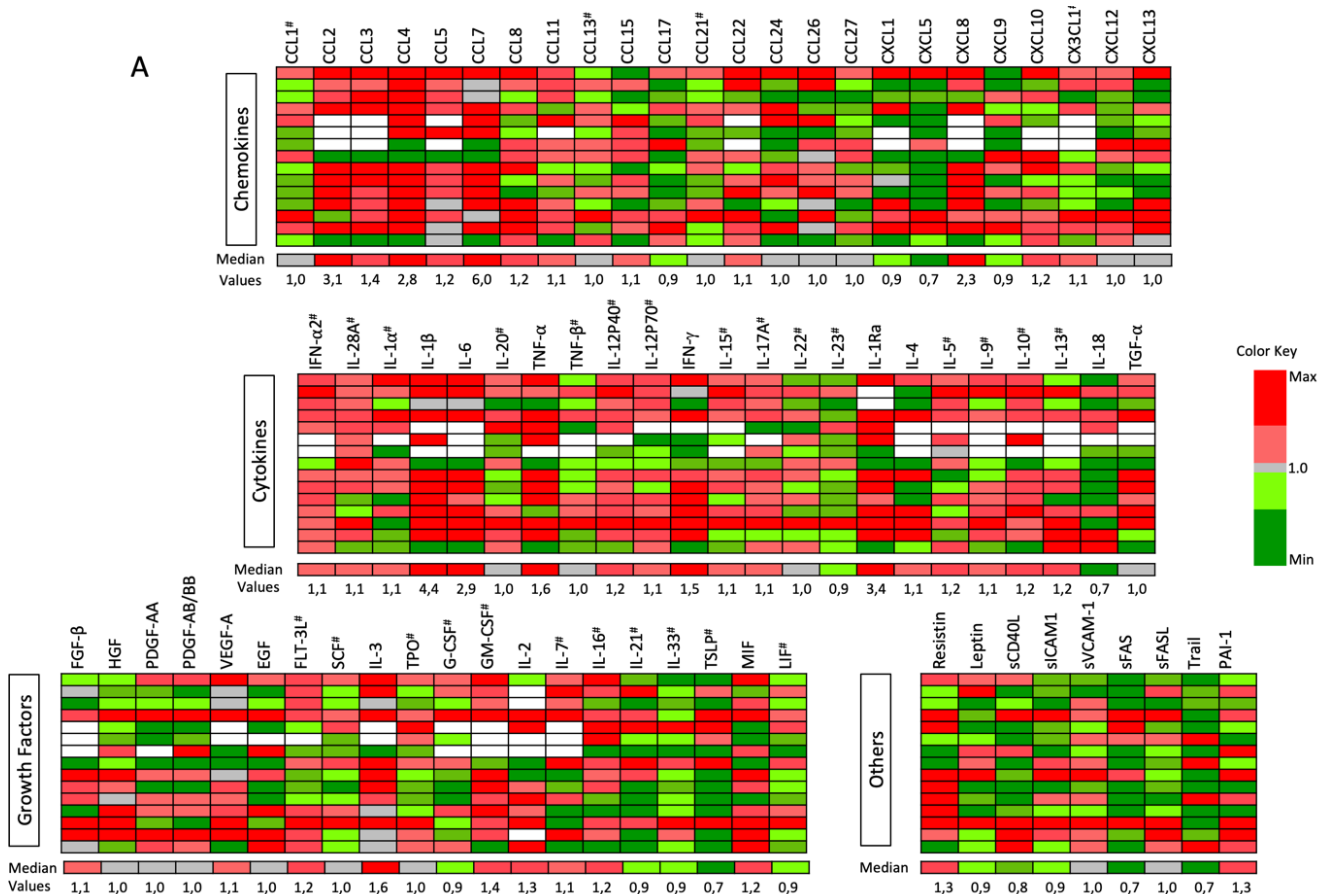 A
CCL1# CCL2 CCL3 CCL4 CCL5 CCL7 CCL8 CCL11 CCL13# CCL15 CCL17 CCL21# CCL22 CCL24 CCL26 CCL27 CXCL1 CXCL5 CXCL8 CXCL9 CXCL10 CX3CL1# CXCL12 CXCL13
Chemokines
Median
Values 1,0 3,1 1,4 2,8 1,2 6,0 1,2 1,1 1,0 1,1 0,9 1,0 1,1 1,0 1,0 1,0 0,9 0,7 2,3 0,9 1,2 1,1 1,0 1,0
IFN-α2# IL-28A# IL-1α# IL-1β IL-6 IL-20# TNF-α TNF-β# IL-12P40# IL-12P70# IFN-γ IL-15# IL-17A# IL-22# IL-23# IL-1Ra IL-4 IL-5# IL-9# IL-10# IL-13# IL-18 TGF-α
Cytokines
Median
Values 1,1 1,1 1,1 4,4 2,9 1,0 1,6 1,0 1,2 1,1 1,5 1,1 1,1 1,0 0,9 3,4 1,1 1,2 1,1 1,2 1,2 0,7 1,0
Color Key
Max
1.0
Min
FGF-β HGF PDGF-AA PDGF-AB/BB VEGF-A EGF FLT-3L# SCF# IL-3 TPO# G-CSF# GM-CSF# IL-2 IL-7# IL-16# IL-21# IL-33# TSLP# MIF LIF#
Growth Factors
Median
Values 1,1 1,0 1,0 1,0 1,1 1,0 1,2 1,0 1,6 1,0 0,9 1,4 1,3 1,1 1,2 0,9 0,9 0,7 1,2 0,9
Resistin Leptin sCD40L sICAM1 sVCAM-1 sFAS sFASL Trail PAI-1
Others
Median
1,3 0,9 0,8 0,9 1,0 0,7 1,0 0,7 1,3